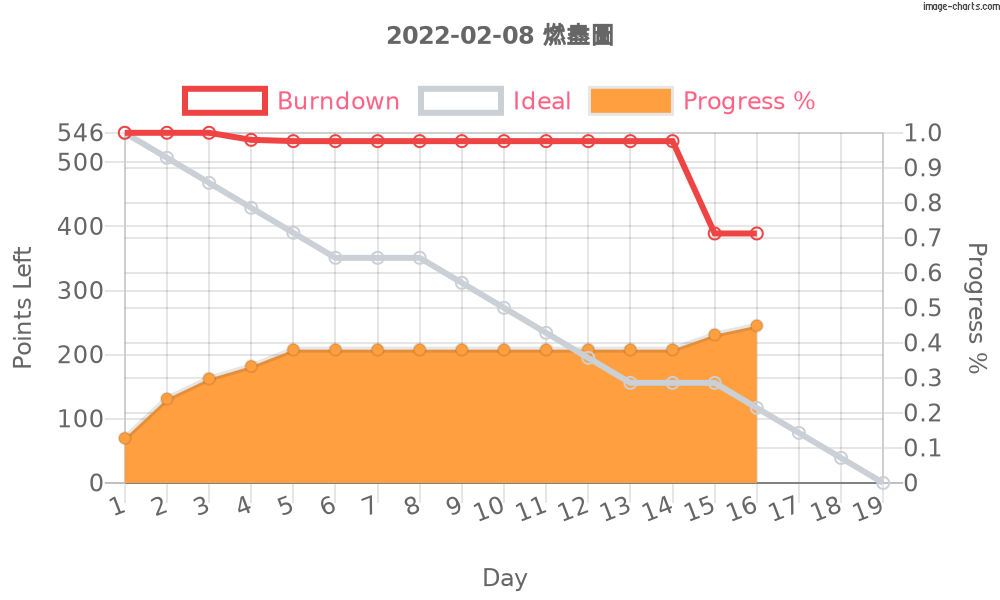 image-charts.com
2022-02-08 燃盡圖
Burndown Ideal Progress %
546 1.0
500 0.9
400 0.8
0.7
300 0.6
0.5
200 0.4
0.3
100 0.2
0.1
0 0
Points Left
Progress %
1 2 3 4 5 6 7 8 9 10 11 12 13 14 15 16 17 18 19
Day